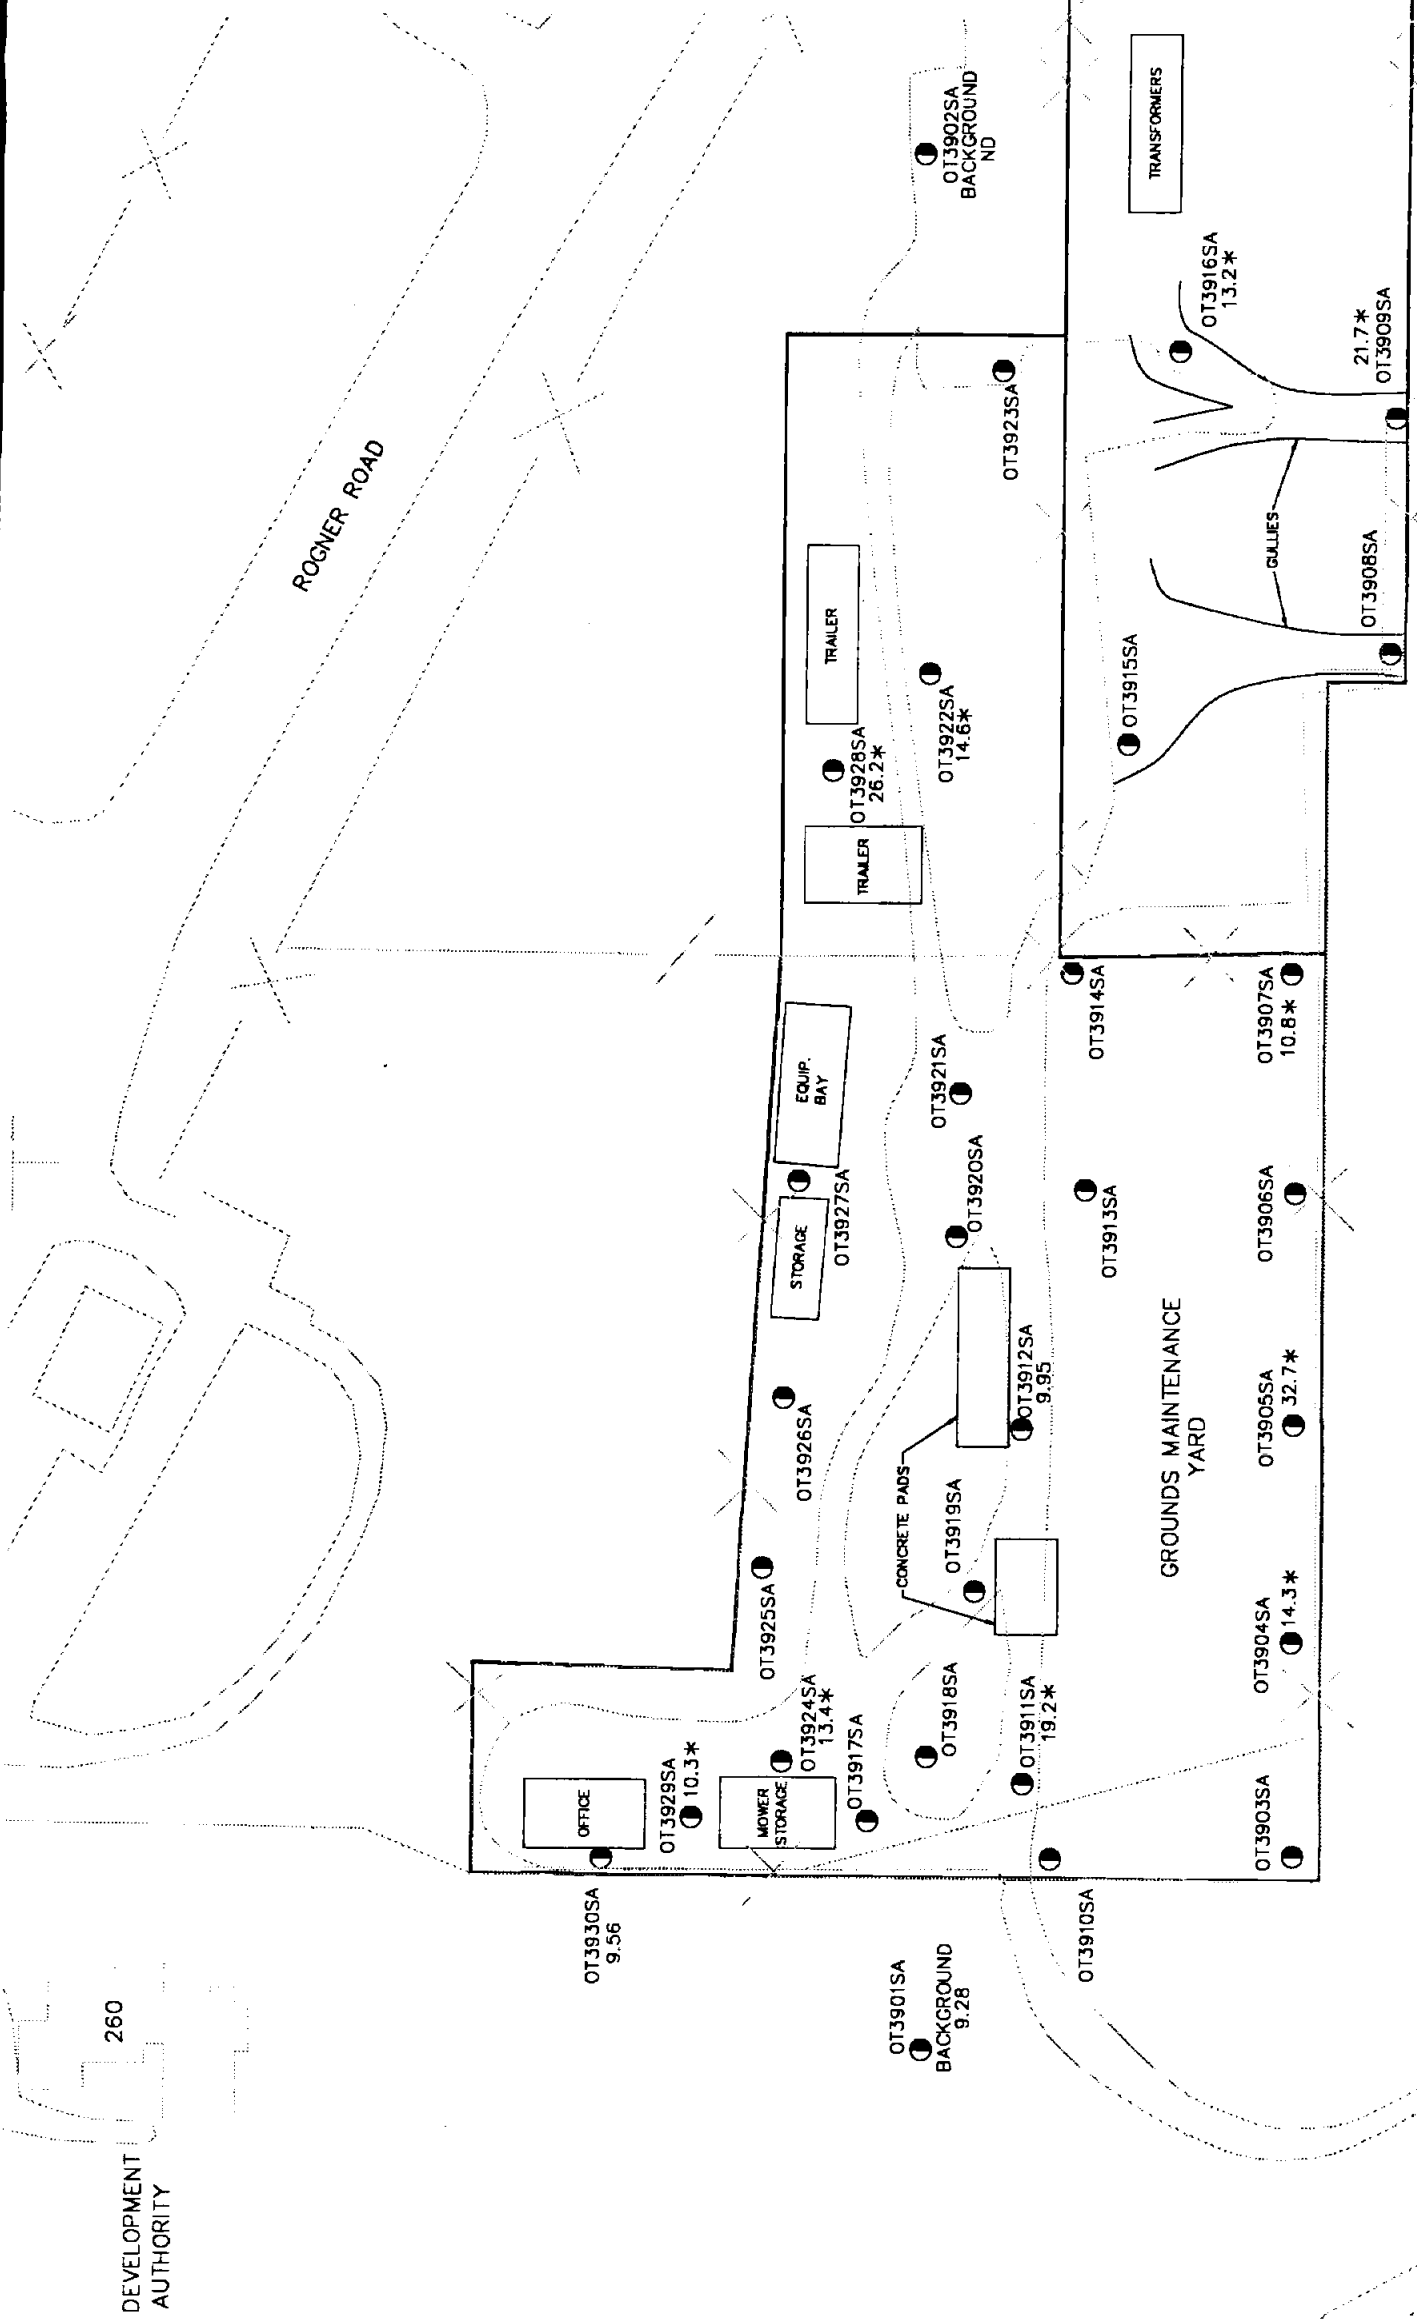 DEVELOPMENT
AUTHORITY
260
ROGNER ROAD
OT3930SA
9.56
OFFICE
OT3929SA
10.3*
MOWER
STORAGE
OT3924SA
13.4*
OT3917SA
OT3901SA
BACKGROUND
9.28
OT3918SA
OT3911SA
19.2*
OT3910SA
OT3903SA
OT3925SA
OT3926SA
STORAGE
OT3927SA
EQUIP.
BAY
CONCRETE PADS
OT3919SA
OT3912SA
9.95
OT3920SA
OT3921SA
OT3913SA
OT3914SA
GROUNDS MAINTENANCE
YARD
OT3904SA
14.3*
OT3905SA
32.7*
OT3906SA
OT3907SA
10.8*
TRAILER
OT3928SA
26.2*
TRAILER
OT3922SA
14.6*
OT3923SA
OT3902SA
BACKGROUND
ND
OT3915SA
GULLIES
OT3908SA
OT3916SA
13.2*
21.7*
OT3909SA
TRANSFORMERS